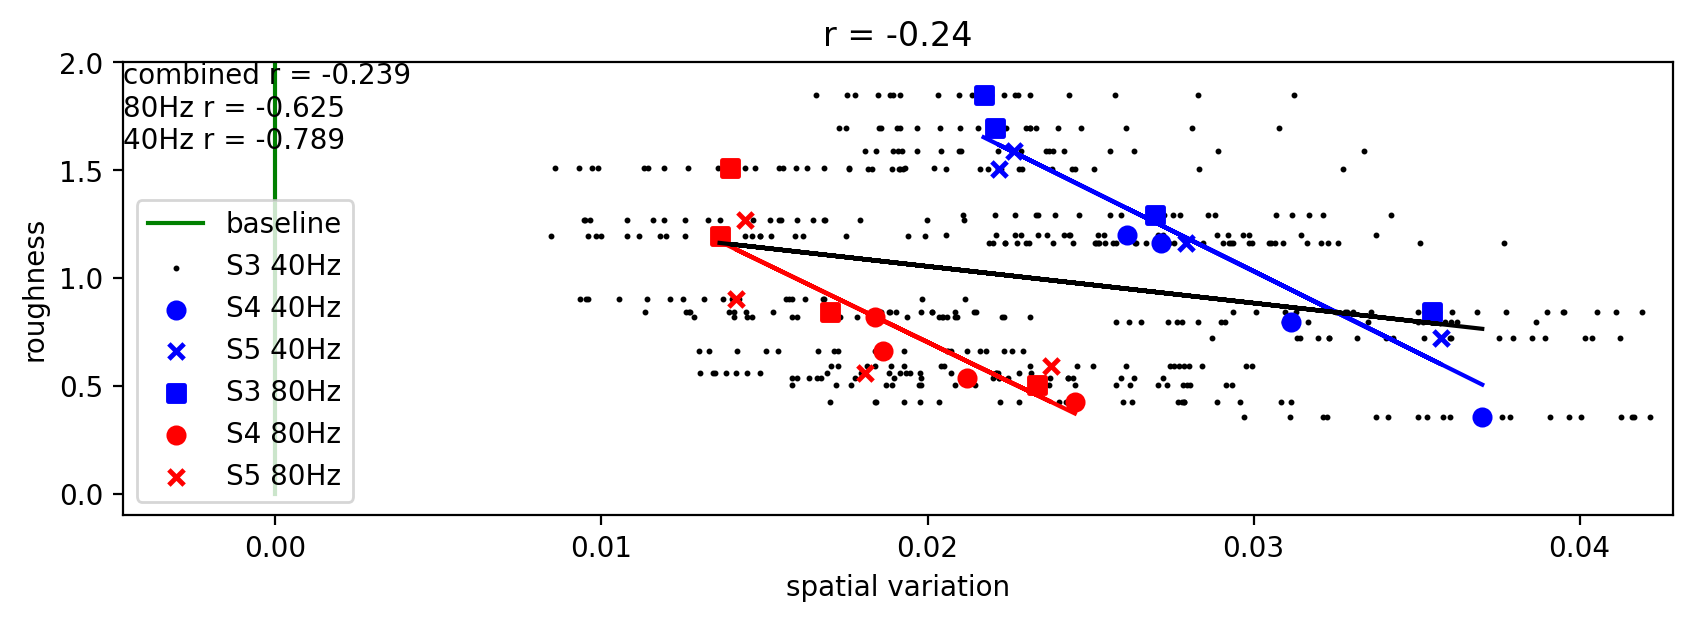 r = -0.24
combined r = -0.239
80Hz r = -0.625
40Hz r = -0.789
2.0
1.5
1.0
0.5
0.0
roughness
baseline
S3 40Hz
S4 40Hz
S5 40Hz
S3 80Hz
S4 80Hz
S5 80Hz
0.00 0.01 0.02 0.03 0.04
spatial variation